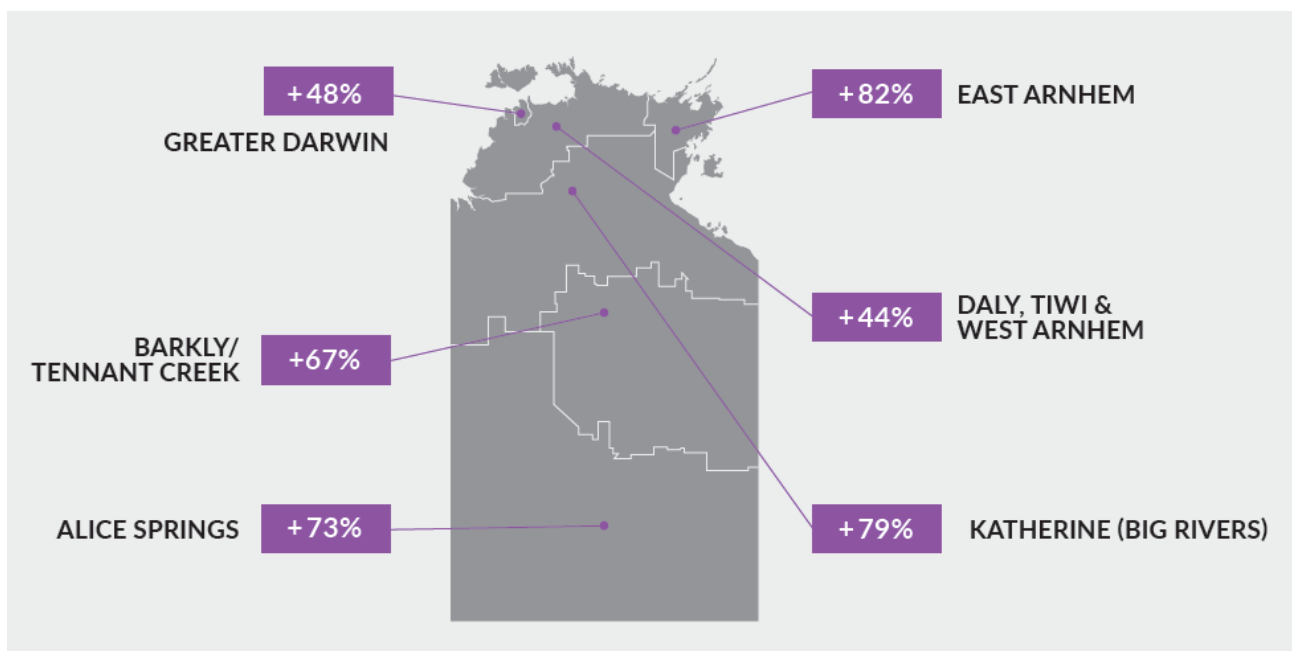 +48%
GREATER DARWIN
+82%
EAST ARNHEM
+44%
DALY, TIWI &
WEST ARNHEM
BARKLY/
TENNANT CREEK
+67%
ALICE SPRINGS
+73%
+79%
KATHERINE (BIG RIVERS)